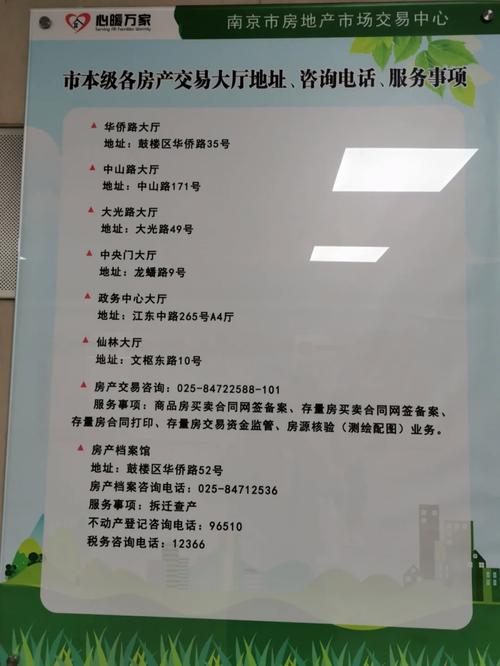 心暖万家
Serving All Families Warmly
南京市房地产市场交易中心
市本级各房产交易大厅地址、咨询电话、服务事项
▲ 华侨路大厅
地址：鼓楼区华侨路35号
▲ 中山路大厅
地址：中山路171号
▲ 大光路大厅
地址：大光路49号
▲ 中央门大厅
地址：龙蟠路9号
▲ 政务中心大厅
地址：江东中路265号A4厅
▲ 仙林大厅
地址：文枢东路10号
▲ 房产交易咨询：025-84722588-101
服务事项：商品房买卖合同网签备案、存量房买卖合同网签备案、
存量房合同打印、存量房交易资金监管、房源核验（测绘配图）业务。
▲ 房产档案馆
地址：鼓楼区华侨路52号
房产档案咨询电话：025-84712536
服务事项：拆迁查产
不动产登记咨询电话：96510
税务咨询电话：12366